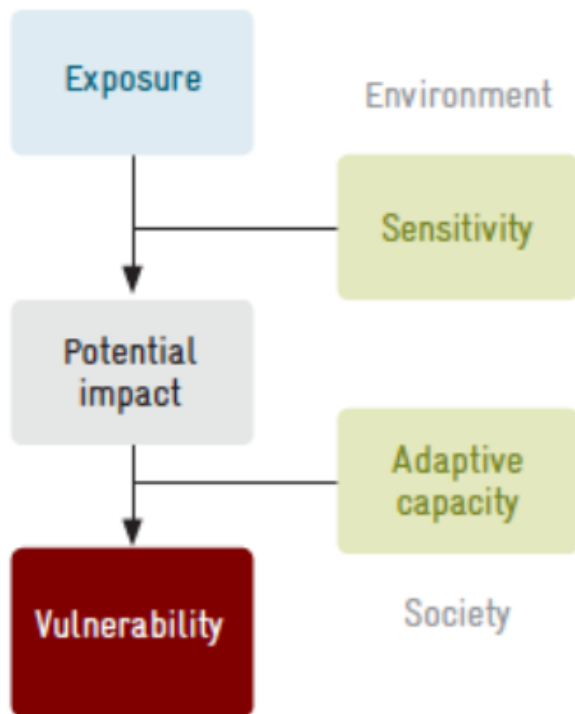 Exposure
Environment
Sensitivity
Potential
impact
Adaptive
capacity
Vulnerability
Society